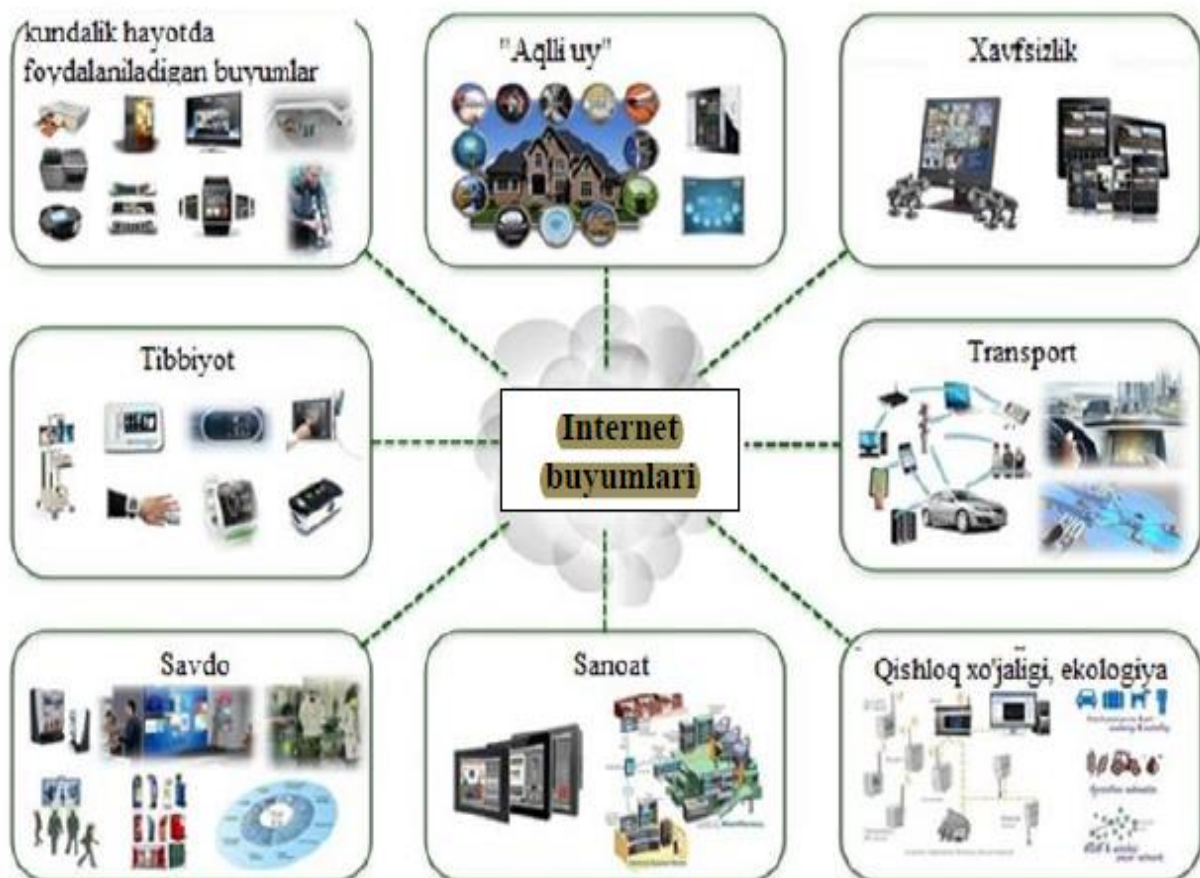 kundalik hayotda
foydalaniladigan buyumlar
"Aqlli uy"
Xavfsizlik
Tibbiyot
Internet
buyumlari
Transport
Savdo
Sanoat
Qishloq xo'jaligi, ekologiya